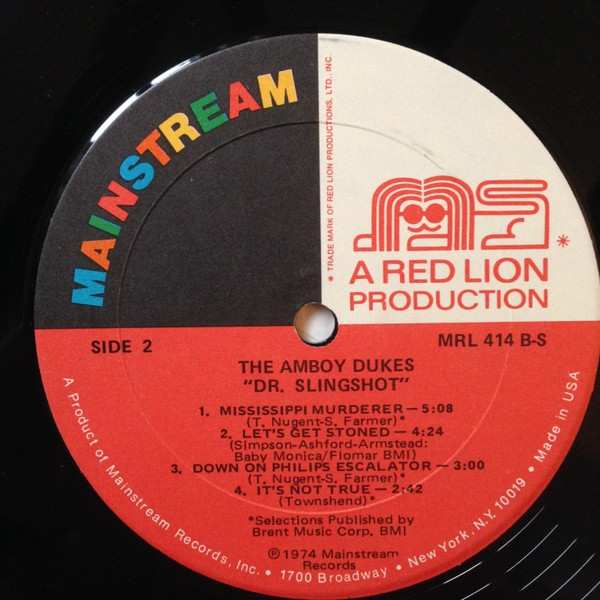 MAINSTREAM
* TRADE MARK OF RED LION PRODUCTIONS, LTD., INC.
*
A RED LION
PRODUCTION
SIDE 2
MRL 414 B-S
THE AMBOY DUKES
"DR. SLINGSHOT"
1. MISSISSIPPI MURDERER — 5:08
(T. Nugent-S. Farmer)*
2. LET'S GET STONED — 4:24
(Simpson-Ashford-Armstead:
Baby Monica/Flomar BMI)
3. DOWN ON PHILIPS ESCALATOR — 3:00
(T. Nugent-S. Farmer)*
4. IT'S NOT TRUE — 2:42
(Townshend)*
*Selections Published by
Brent Music Corp. BMI
℗ 1974 Mainstream
Records
A Product of Mainstream Records, Inc. • 1700 Broadway • New York, N.Y. 10019 • Made in USA